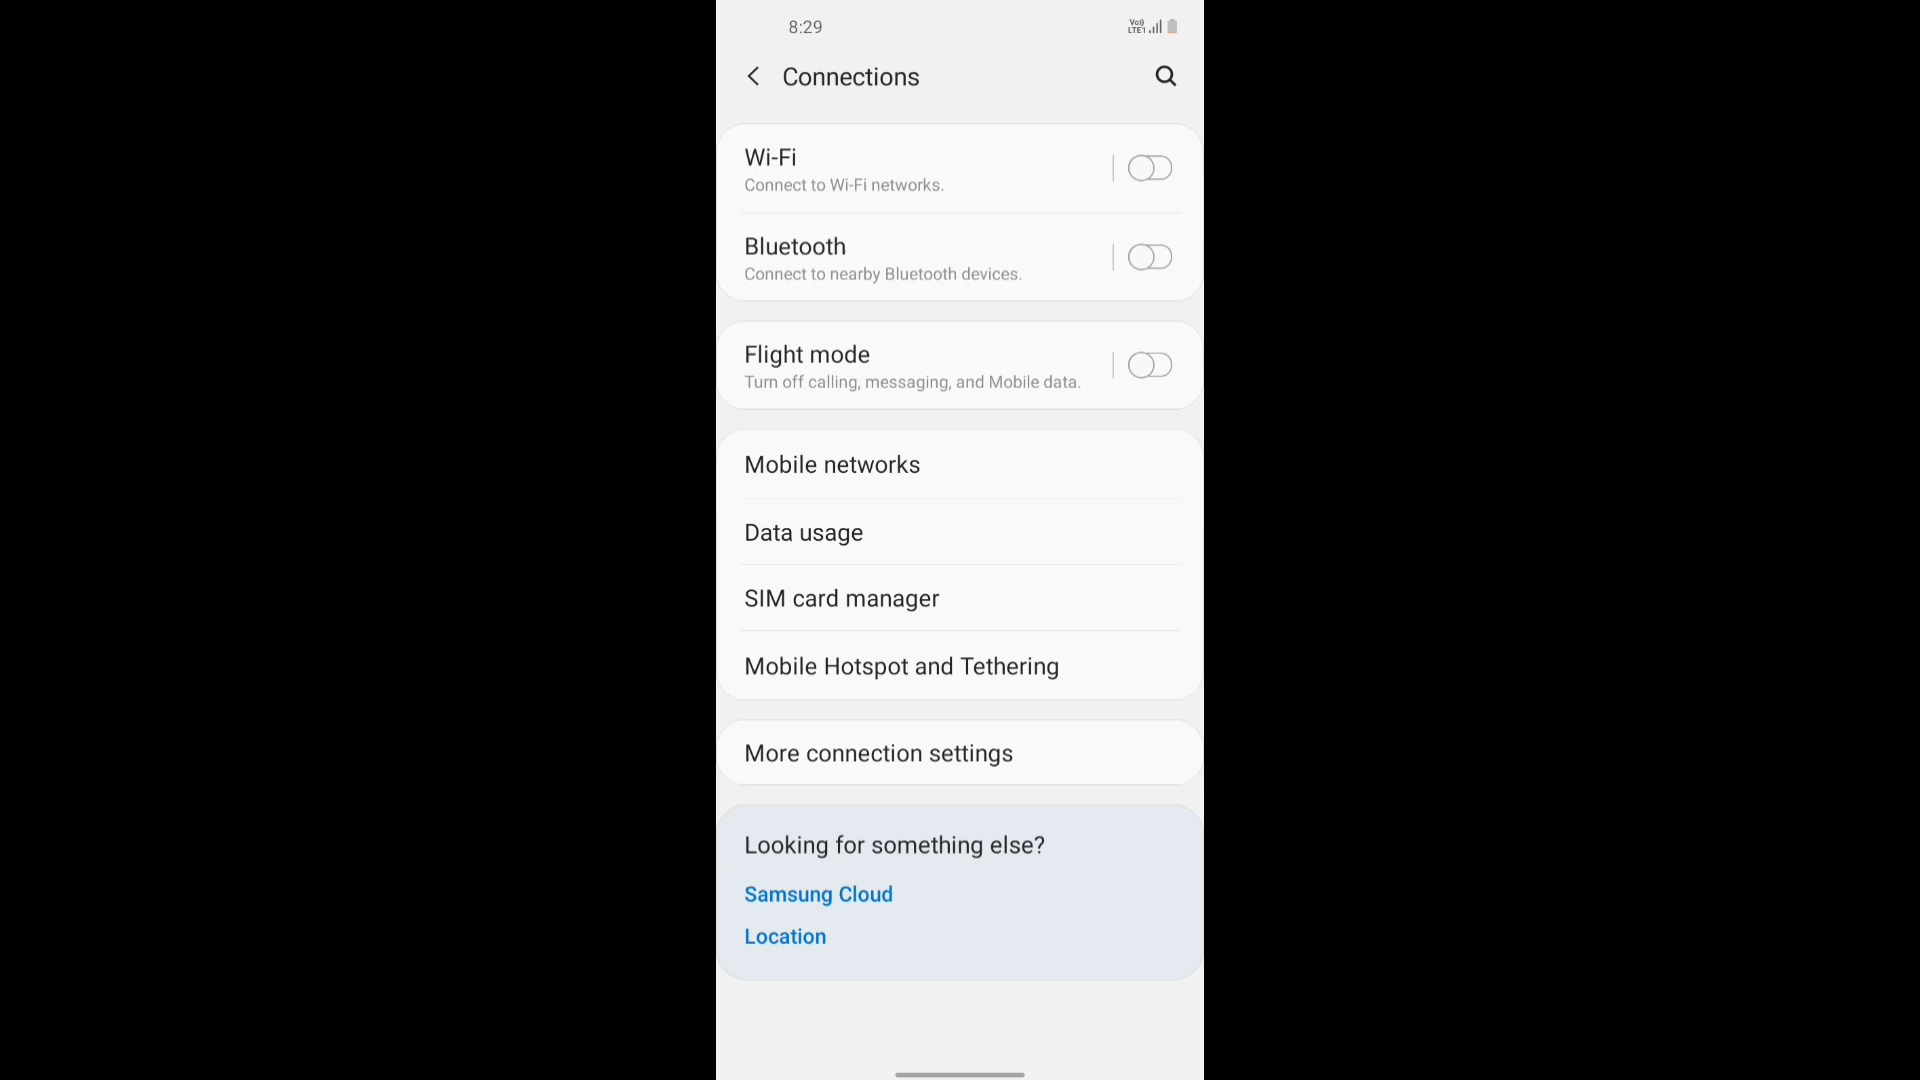 8:29
Vo))
LTE1
Connections
Wi-Fi
Connect to Wi-Fi networks.
Bluetooth
Connect to nearby Bluetooth devices.
Flight mode
Turn off calling, messaging, and Mobile data.
Mobile networks
Data usage
SIM card manager
Mobile Hotspot and Tethering
More connection settings
Looking for something else?
Samsung Cloud
Location